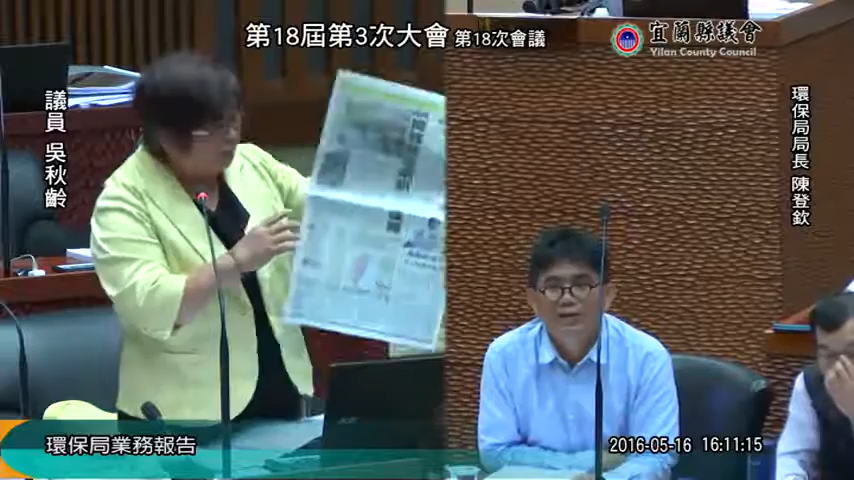 第18屆第3次大會 第18次會議
宜蘭縣議會
Yilan County Council
議員 吳秋齡
環保局局長 陳登欽
環保局業務報告
2016-05-16 16:11:15